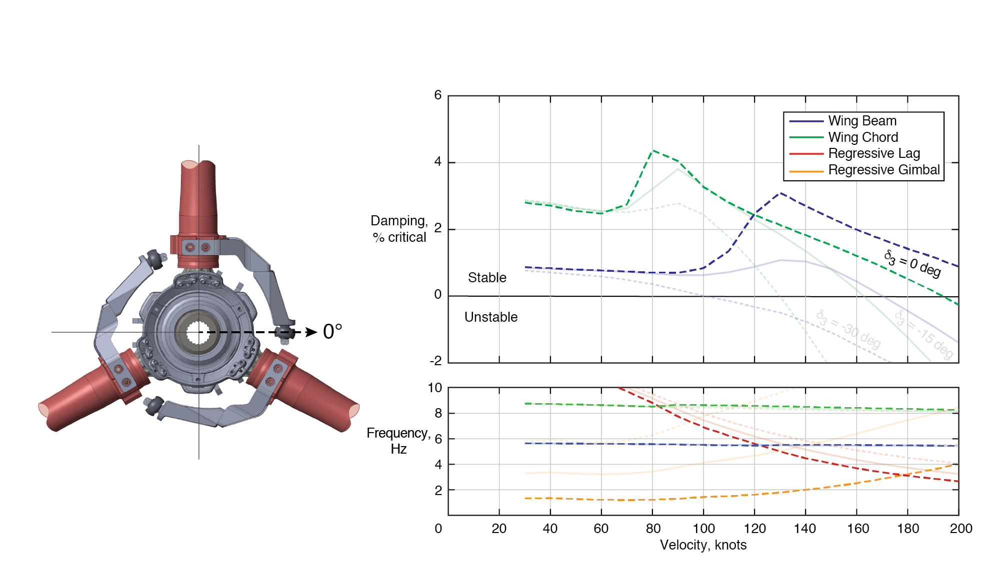 0°
6
4
2
0
-2
Damping,
% critical
Stable
Unstable
Wing Beam
Wing Chord
Regressive Lag
Regressive Gimbal
δ3 = 0 deg
δ3 = -30 deg
δ3 = -15 deg
10
8
6
4
2
Frequency,
Hz
0 20 40 60 80 100 120 140 160 180 200
Velocity, knots